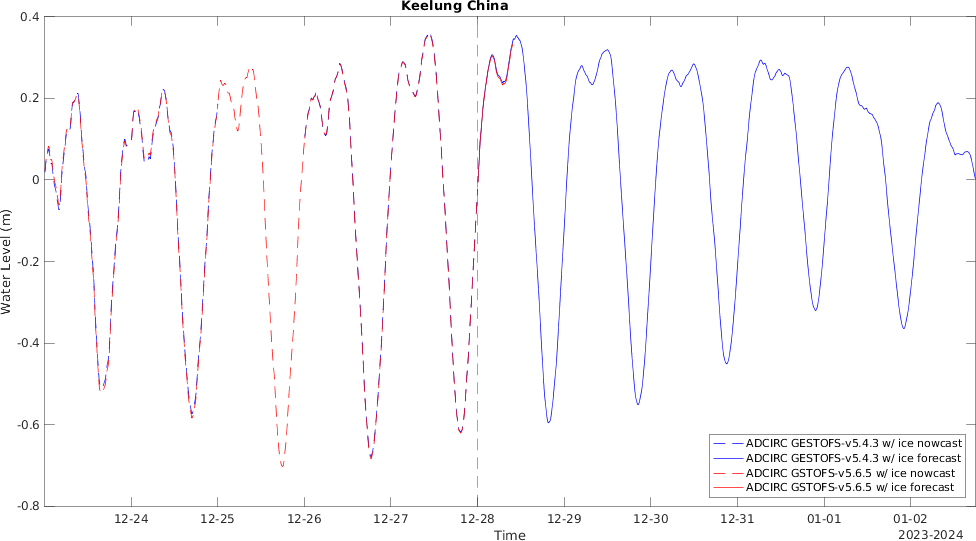 Keelung China
0.4
0.2
0
-0.2
-0.4
-0.6
-0.8
Water Level (m)
12-24 12-25 12-26 12-27 12-28 12-29 12-30 12-31 01-01 01-02
Time
2023-2024
ADCIRC GESTOFS-v5.4.3 w/ ice nowcast
ADCIRC GESTOFS-v5.4.3 w/ ice forecast
ADCIRC GSTOFS-v5.6.5 w/ ice nowcast
ADCIRC GSTOFS-v5.6.5 w/ ice forecast